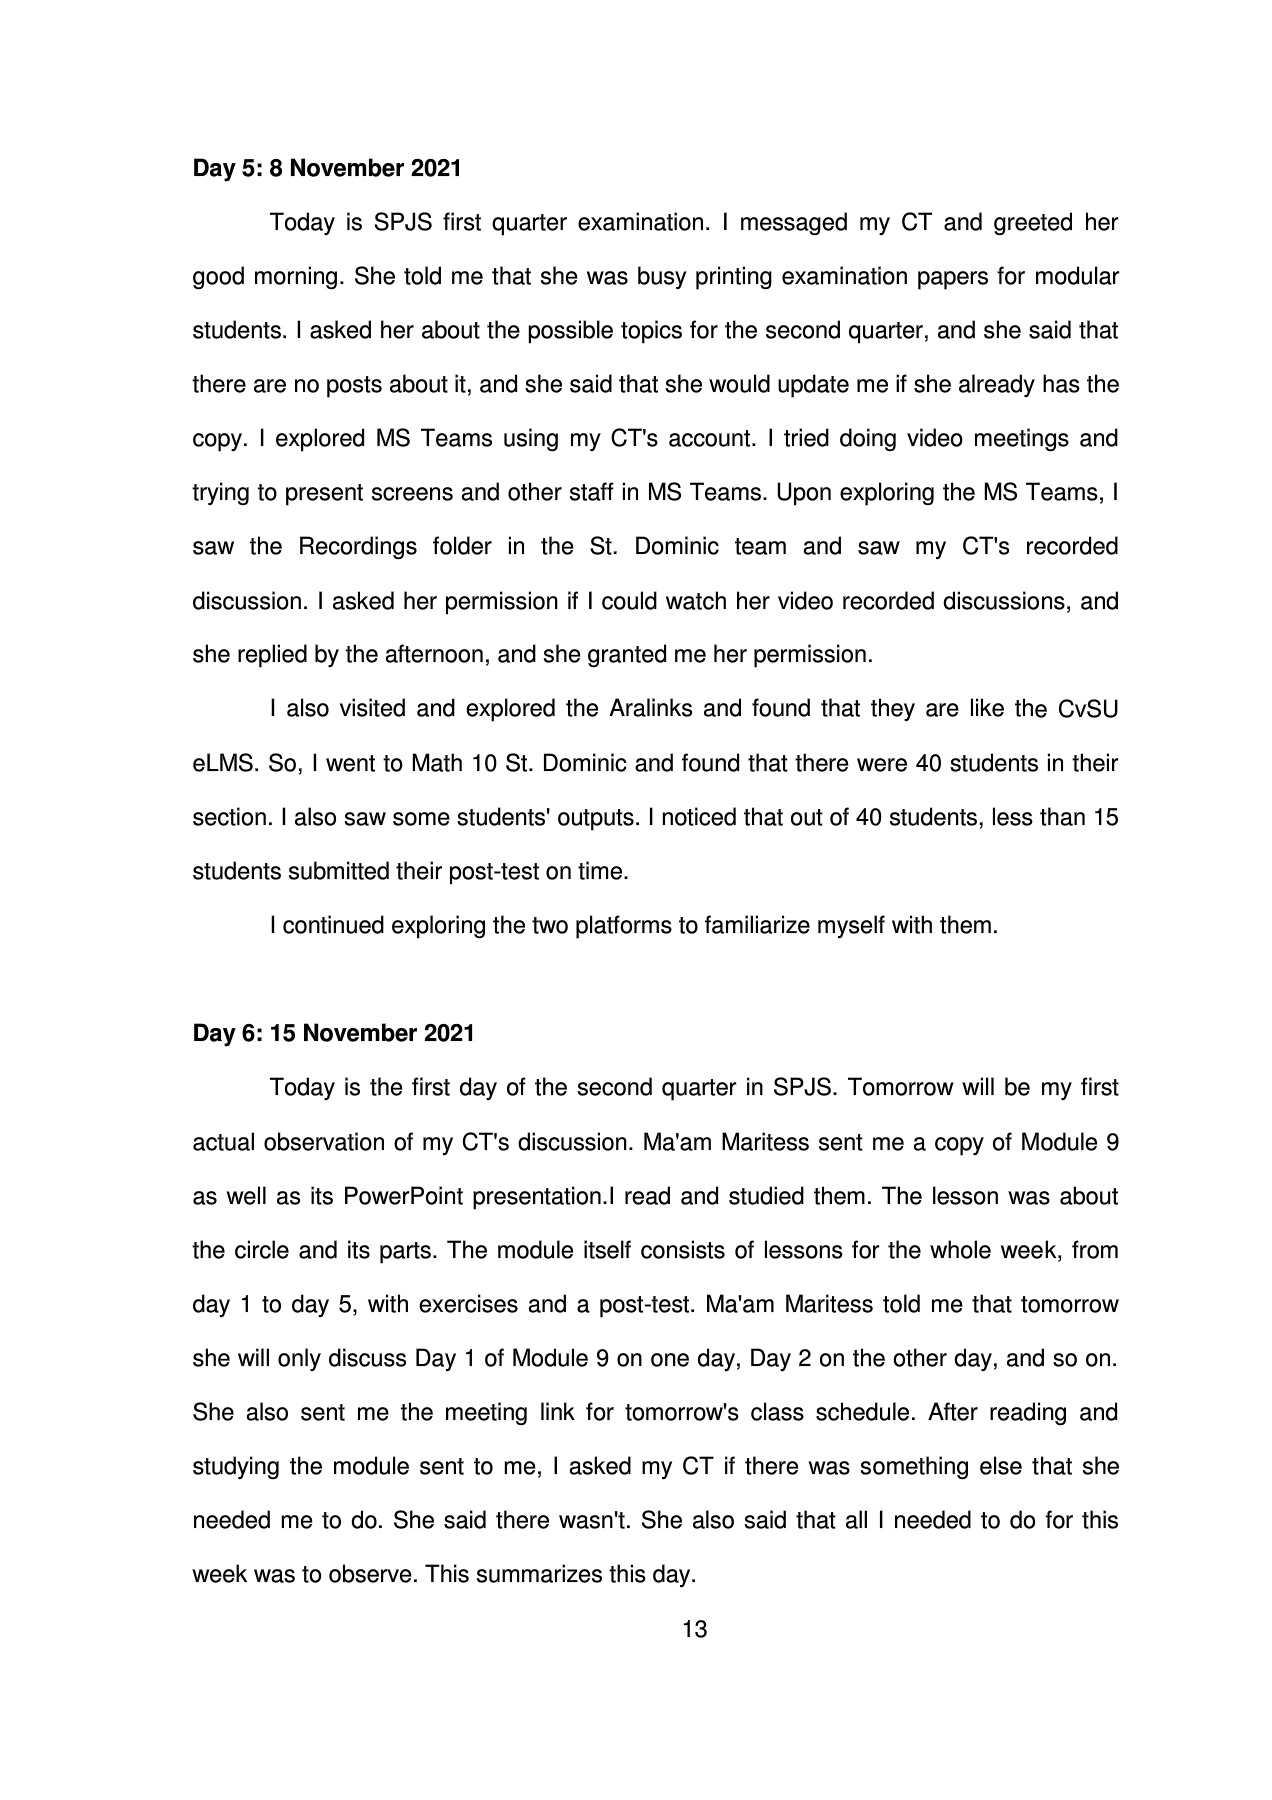 Day 5: 8 November 2021
Today is SPJS first quarter examination. I messaged my CT and greeted her
good morning. She told me that she was busy printing examination papers for modular
students. I asked her about the possible topics for the second quarter, and she said that
there are no posts about it, and she said that she would update me if she already has the
copy. I explored MS Teams using my CT's account. I tried doing video meetings and
trying to present screens and other staff in MS Teams. Upon exploring the MS Teams, I
saw the Recordings folder in the St. Dominic team and saw my CT's recorded
discussion. I asked her permission if I could watch her video recorded discussions, and
she replied by the afternoon, and she granted me her permission.
I also visited and explored the Aralinks and found that they are like the CvSU
eLMS. So, I went to Math 10 St. Dominic and found that there were 40 students in their
section. I also saw some students' outputs. I noticed that out of 40 students, less than 15
students submitted their post-test on time.
I continued exploring the two platforms to familiarize myself with them.
Day 6: 15 November 2021
Today is the first day of the second quarter in SPJS. Tomorrow will be my first
actual observation of my CT's discussion. Ma'am Maritess sent me a copy of Module 9
as well as its PowerPoint presentation.I read and studied them. The lesson was about
the circle and its parts. The module itself consists of lessons for the whole week, from
day 1 to day 5, with exercises and a post-test. Ma'am Maritess told me that tomorrow
she will only discuss Day 1 of Module 9 on one day, Day 2 on the other day, and so on.
She also sent me the meeting link for tomorrow's class schedule. After reading and
studying the module sent to me, I asked my CT if there was something else that she
needed me to do. She said there wasn't. She also said that all I needed to do for this
week was to observe. This summarizes this day.
13